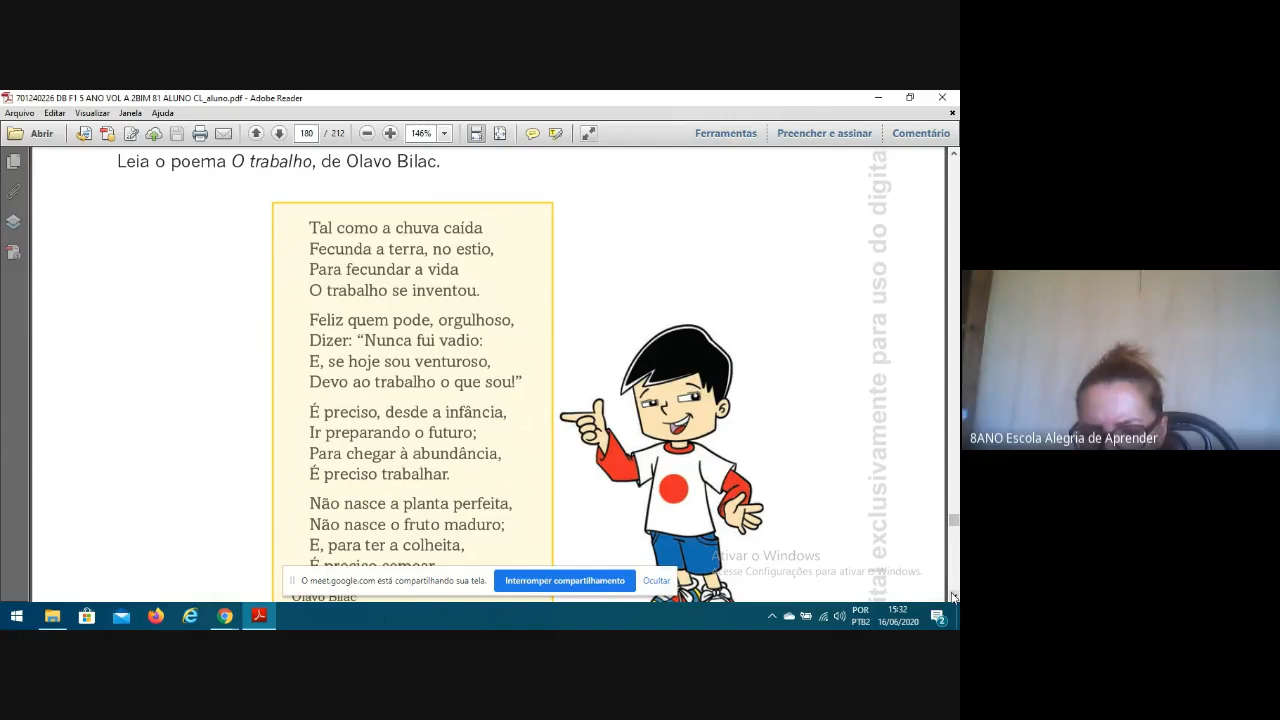 701240226 DB F1 5 ANO VOL A 2BIM 81 ALUNO CL_aluno.pdf - Adobe Reader
Arquivo Editar Visualizar Janela Ajuda
Abrir 180 / 212 146% Ferramentas Preencher e assinar Comentário
Leia o poema O trabalho, de Olavo Bilac.
Tal como a chuva caída
Fecunda a terra, no estio,
Para fecundar a vida
O trabalho se inventou.
Feliz quem pode, orgulhoso,
Dizer: “Nunca fui vadio:
E, se hoje sou venturoso,
Devo ao trabalho o que sou!”
É preciso, desde a infância,
Ir preparando o futuro;
Para chegar à abundância,
É preciso trabalhar.
Não nasce a planta perfeita,
Não nasce o fruto maduro;
E, para ter a colheita,
É preciso semear.
Olavo Bilac
exclusivamente para uso do digita
Ativar o Windows
Acesse Configurações para ativar o Windows.
O meet.google.com está compartilhando sua tela. Interromper compartilhamento Ocultar
POR
PTB2
15:32
16/06/2020
2
8ANO Escola Alegria de Aprender